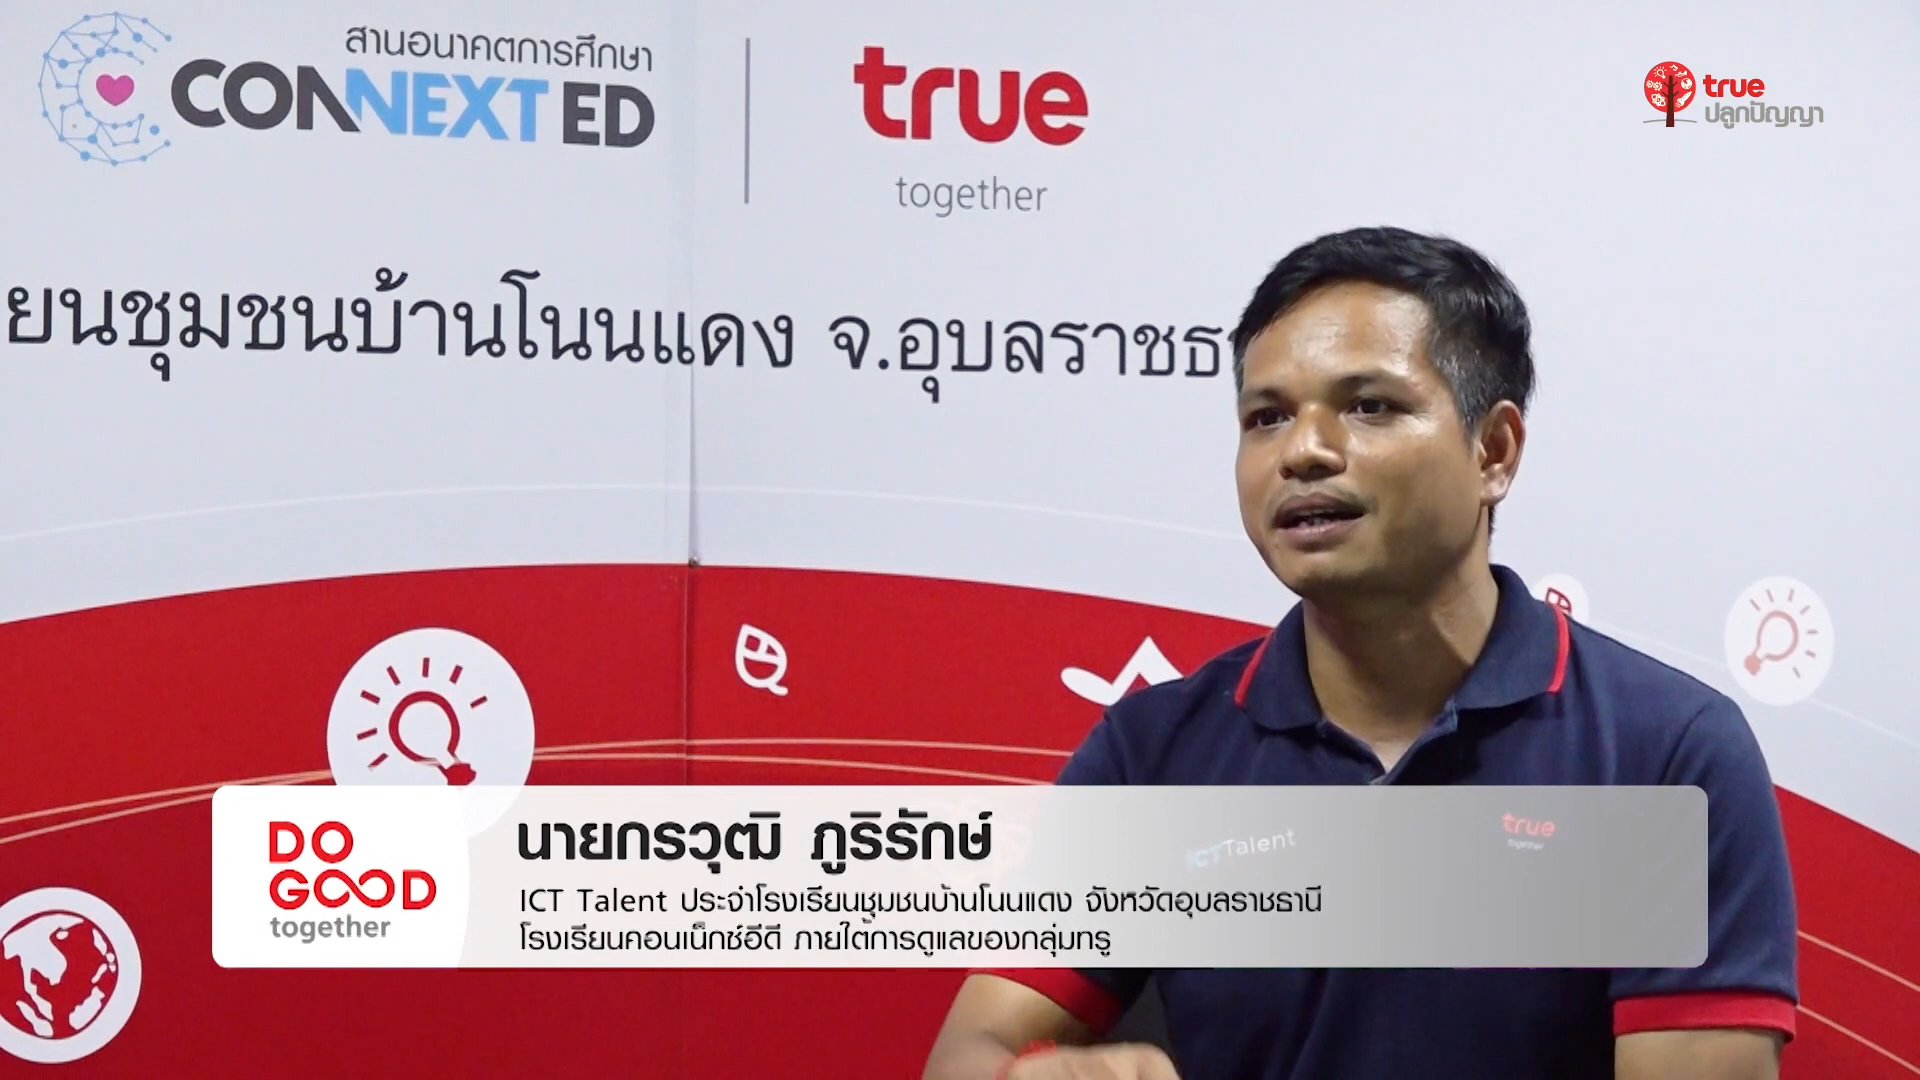 สานอนาคตการศึกษา
CONNEXT ED
true
together
true
ปลูกปัญญา
ยนชุมชนบ้านโนนแดง จ.อุบลราชธ
DO
GOOD
together
นายกรวุฒิ ภูริรักษ์
ICT Talent ประจำโรงเรียนชุมชนบ้านโนนแดง จังหวัดอุบลราชธานี
โรงเรียนคอนเน็กซ์อีดี ภายใต้การดูแลของกลุ่มทรู
ICT Talent
true
together